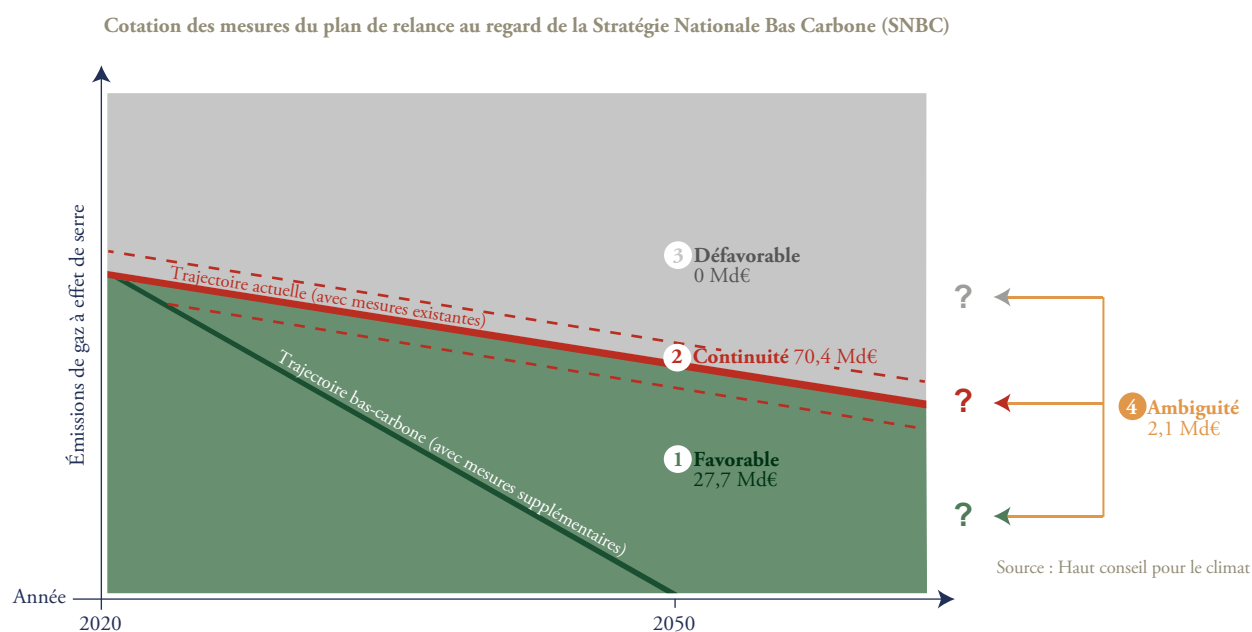 Cotation des mesures du plan de relance au regard de la Stratégie Nationale Bas Carbone (SNBC)
Émissions de gaz à effet de serre
Trajectoire actuelle (avec mesures existantes)
Trajectoire bas-carbone (avec mesures supplémentaires)
3 Défavorable
0 Md€
2 Continuité 70,4 Md€
1 Favorable
27,7 Md€
?
?
?
4 Ambiguité
2,1 Md€
Source : Haut conseil pour le climat
Année
2020
2050